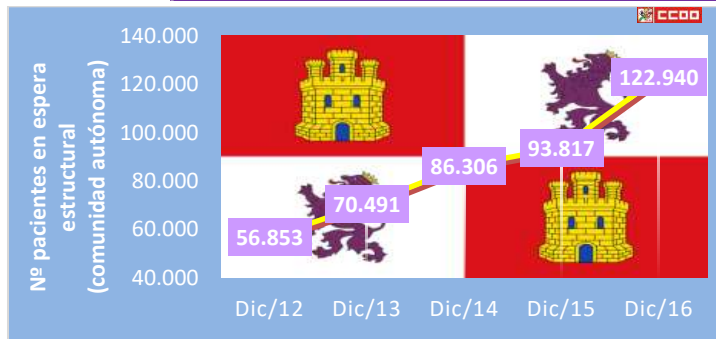 CCOO
Nº pacientes en espera
estructural
(comunidad autónoma)
140.000
120.000
100.000
80.000
60.000
40.000
56.853
70.491
86.306
93.817
122.940
Dic/12 Dic/13 Dic/14 Dic/15 Dic/16